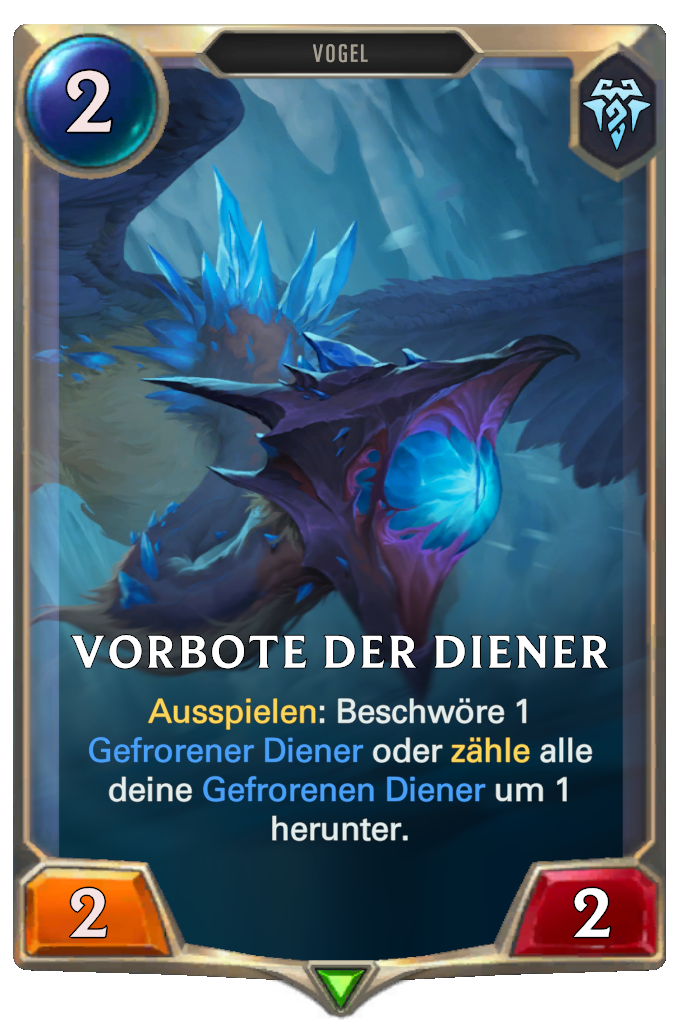 VOGEL
2
VORBOTE DER DIENER
Ausspielen: Beschwöre 1
Gefrorener Diener oder zähle alle
deine Gefrorenen Diener um 1
herunter.
2
2